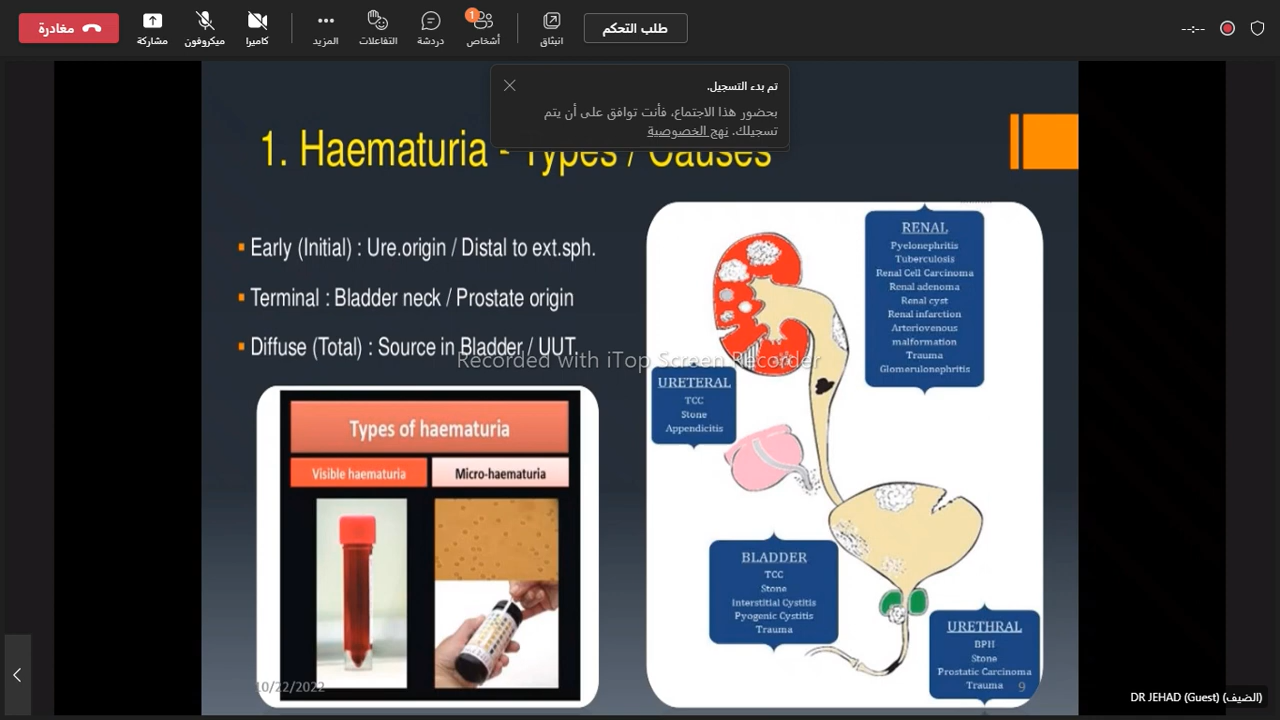 مغادرة
مشاركة
ميكروفون
كاميرا
المزيد
التفاعلات
دردشة
أشخاص
1
انبثاق
طلب التحكم
--:--
تم بدء التسجيل.
بحضور هذا الاجتماع، فأنت توافق على أن يتم
تسجيلك. نهج الخصوصية
1. Haematuria - Types / Causes
Early (Initial) : Ure.origin / Distal to ext.sph.
Terminal : Bladder neck / Prostate origin
Diffuse (Total) : Source in Bladder / UUT.
Recorded with iTop Screen Recorder
Types of haematuria
Visible haematuria
Micro-haematuria
RENAL
Pyelonephritis
Tuberculosis
Renal Cell Carcinoma
Renal adenoma
Renal cyst
Renal infarction
Arteriovenous
malformation
Trauma
Glomerulonephritis
URETERAL
TCC
Stone
Appendicitis
BLADDER
TCC
Stone
Interstitial Cystitis
Pyogenic Cystitis
Trauma
URETHRAL
BPH
Stone
Prostatic Carcinoma
Trauma
10/22/2022
9
DR JEHAD (Guest) (الضيف)